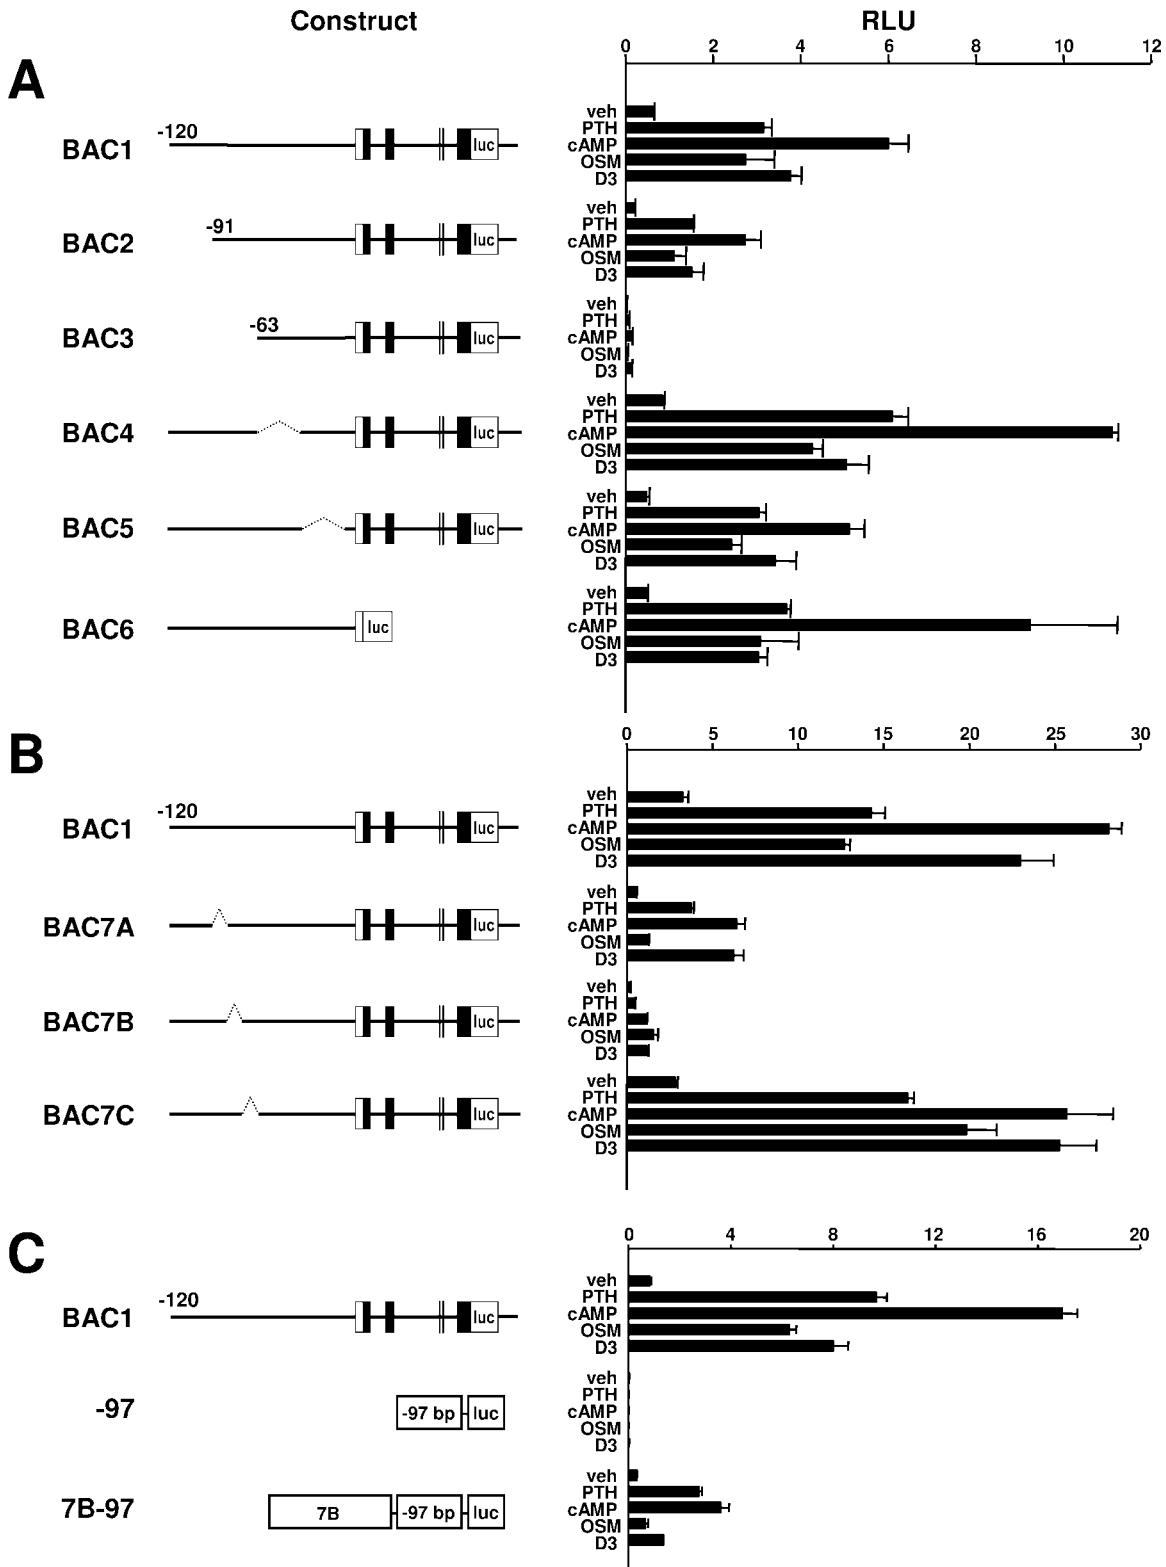 Construct RLU
0 2 4 6 8 10 12
A
BAC1 -120 luc
veh
PTH
cAMP
OSM
D3
BAC2 -91 luc
veh
PTH
cAMP
OSM
D3
BAC3 -63 luc
veh
PTH
cAMP
OSM
D3
BAC4 luc
veh
PTH
cAMP
OSM
D3
BAC5 luc
veh
PTH
cAMP
OSM
D3
BAC6 luc
veh
PTH
cAMP
OSM
D3
B
0 5 10 15 20 25 30
BAC1 -120 luc
veh
PTH
cAMP
OSM
D3
BAC7A luc
veh
PTH
cAMP
OSM
D3
BAC7B luc
veh
PTH
cAMP
OSM
D3
BAC7C luc
veh
PTH
cAMP
OSM
D3
C
0 4 8 12 16 20
BAC1 -120 luc
veh
PTH
cAMP
OSM
D3
-97 -97 bp luc
veh
PTH
cAMP
OSM
D3
7B-97 7B -97 bp luc
veh
PTH
cAMP
OSM
D3